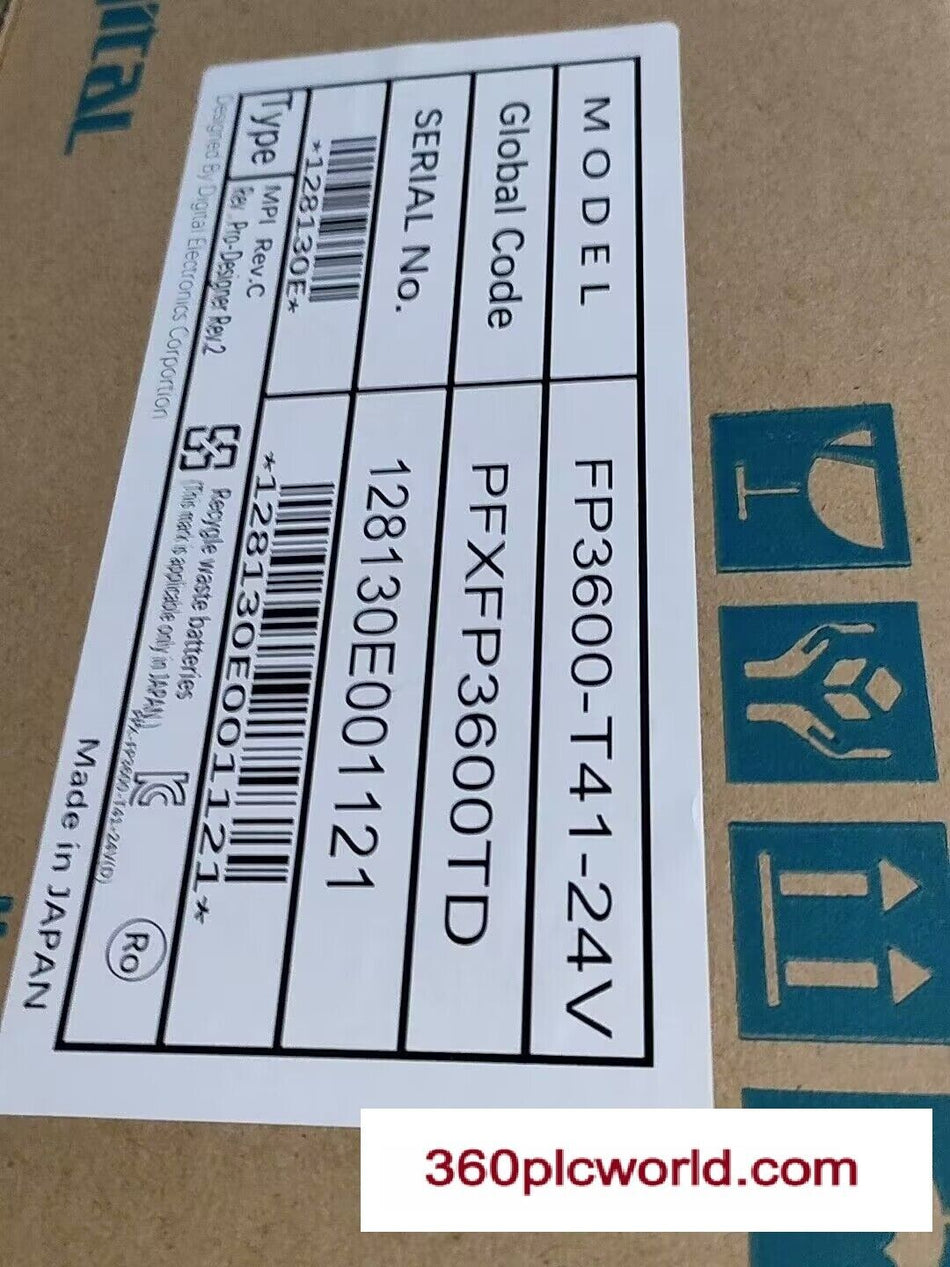 MODEL FP3600-T41-24V
Global Code PFXFP3600TD
SERIAL No. 128130E001121
*128130E* *128130E001121*
Type MPI Rev.C
Rev. Pro-Designer Rev.2
Recycle waste batteries
(This mark is applicable only in JAPAN.)
Ro
Designed By Digital Electronics Corportion
Made in JAPAN
360plcworld.com